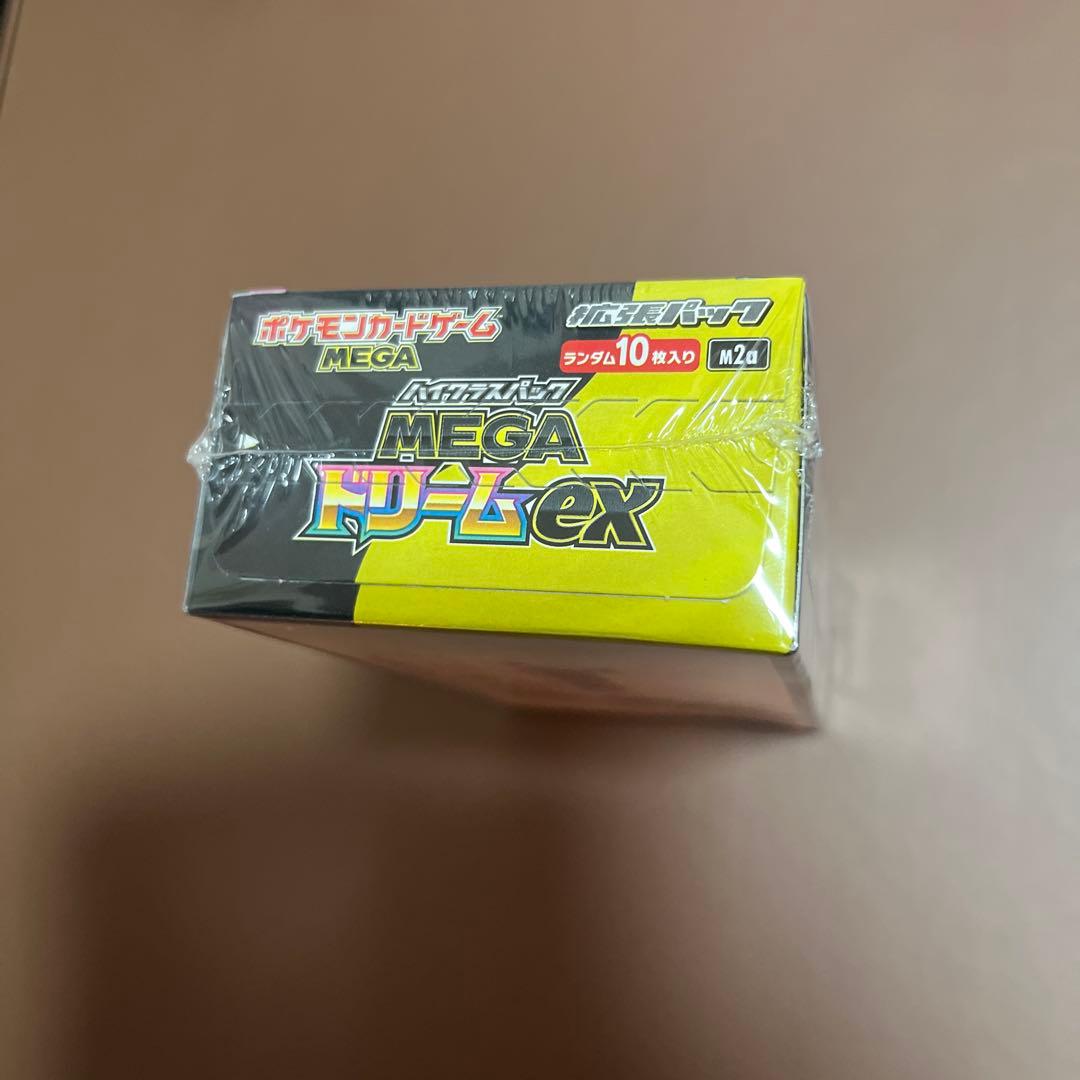 ポケモンカードゲーム
MEGA
拡張パック
ランダム10枚入り
M2a
ハイクラスパック
MEGA
ドリームex